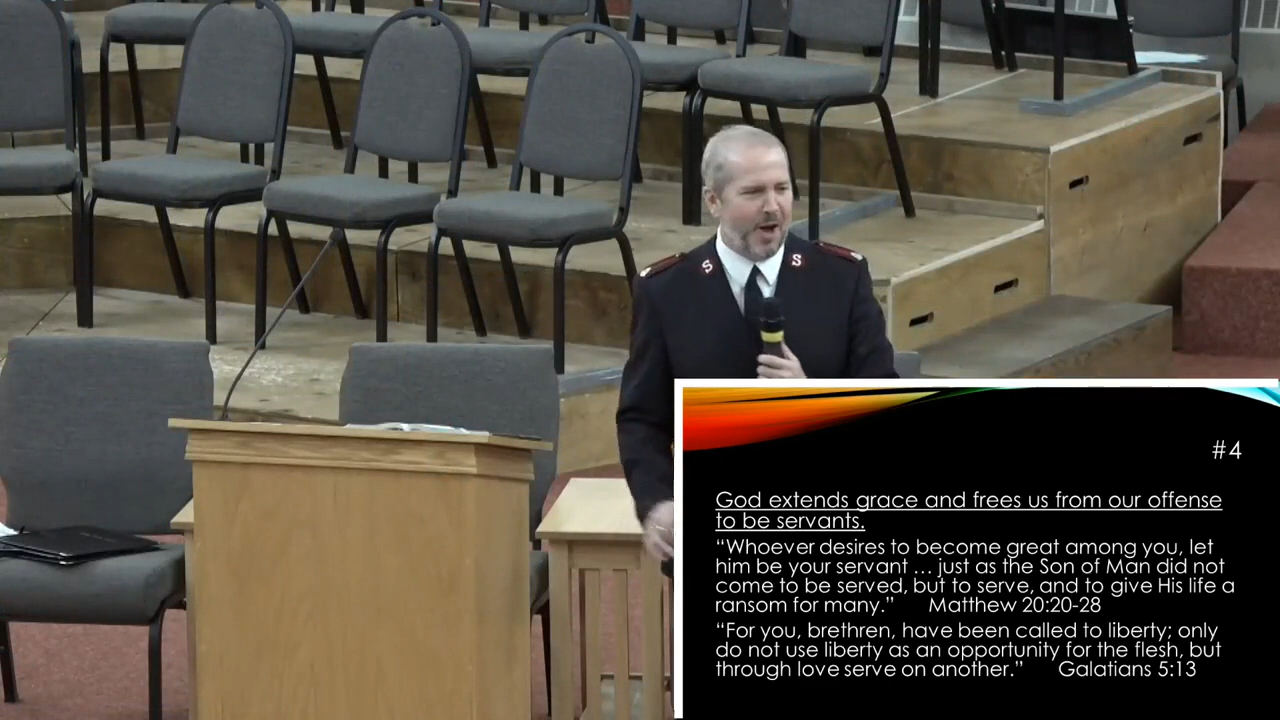 S S
#4
God extends grace and frees us from our offense
to be servants.
“Whoever desires to become great among you, let
him be your servant … just as the Son of Man did not
come to be served, but to serve, and to give His life a
ransom for many.” Matthew 20:20-28
“For you, brethren, have been called to liberty; only
do not use liberty as an opportunity for the flesh, but
through love serve on another.” Galatians 5:13